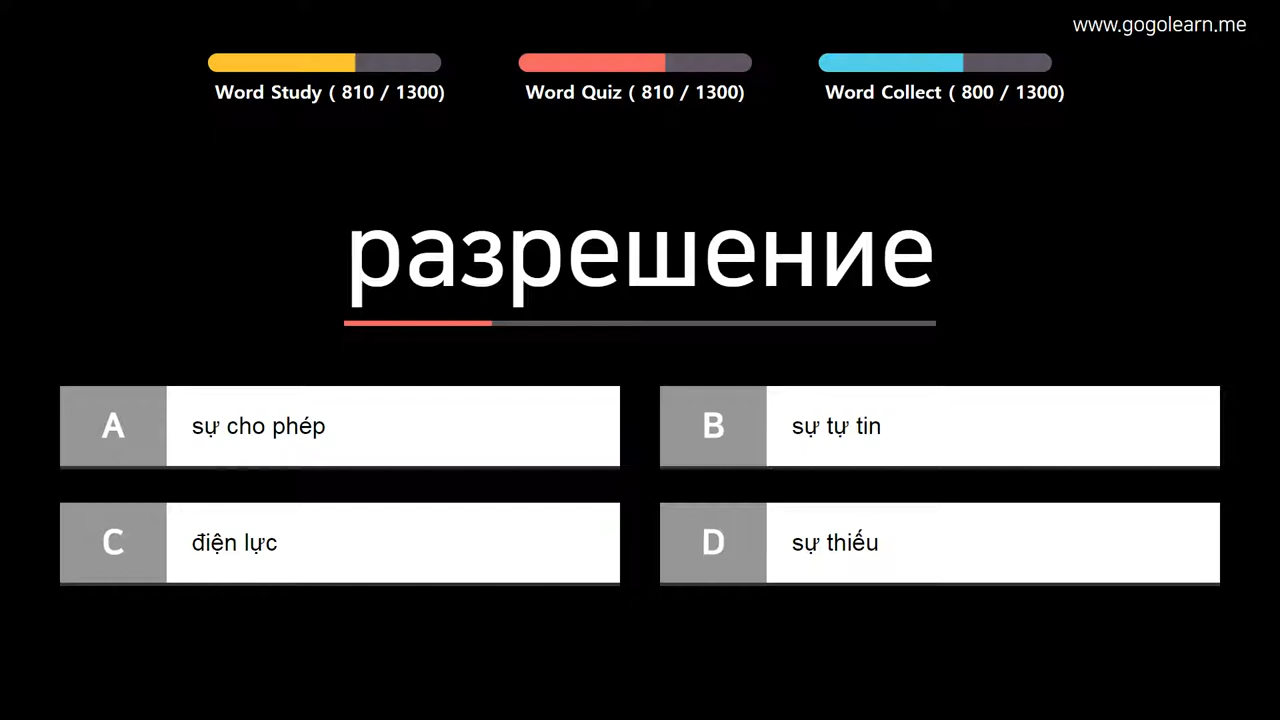 www.gogolearn.me
Word Study ( 810 / 1300)
Word Quiz ( 810 / 1300)
Word Collect ( 800 / 1300)
разрешение
A sự cho phép
B sự tự tin
C điện lực
D sự thiếu